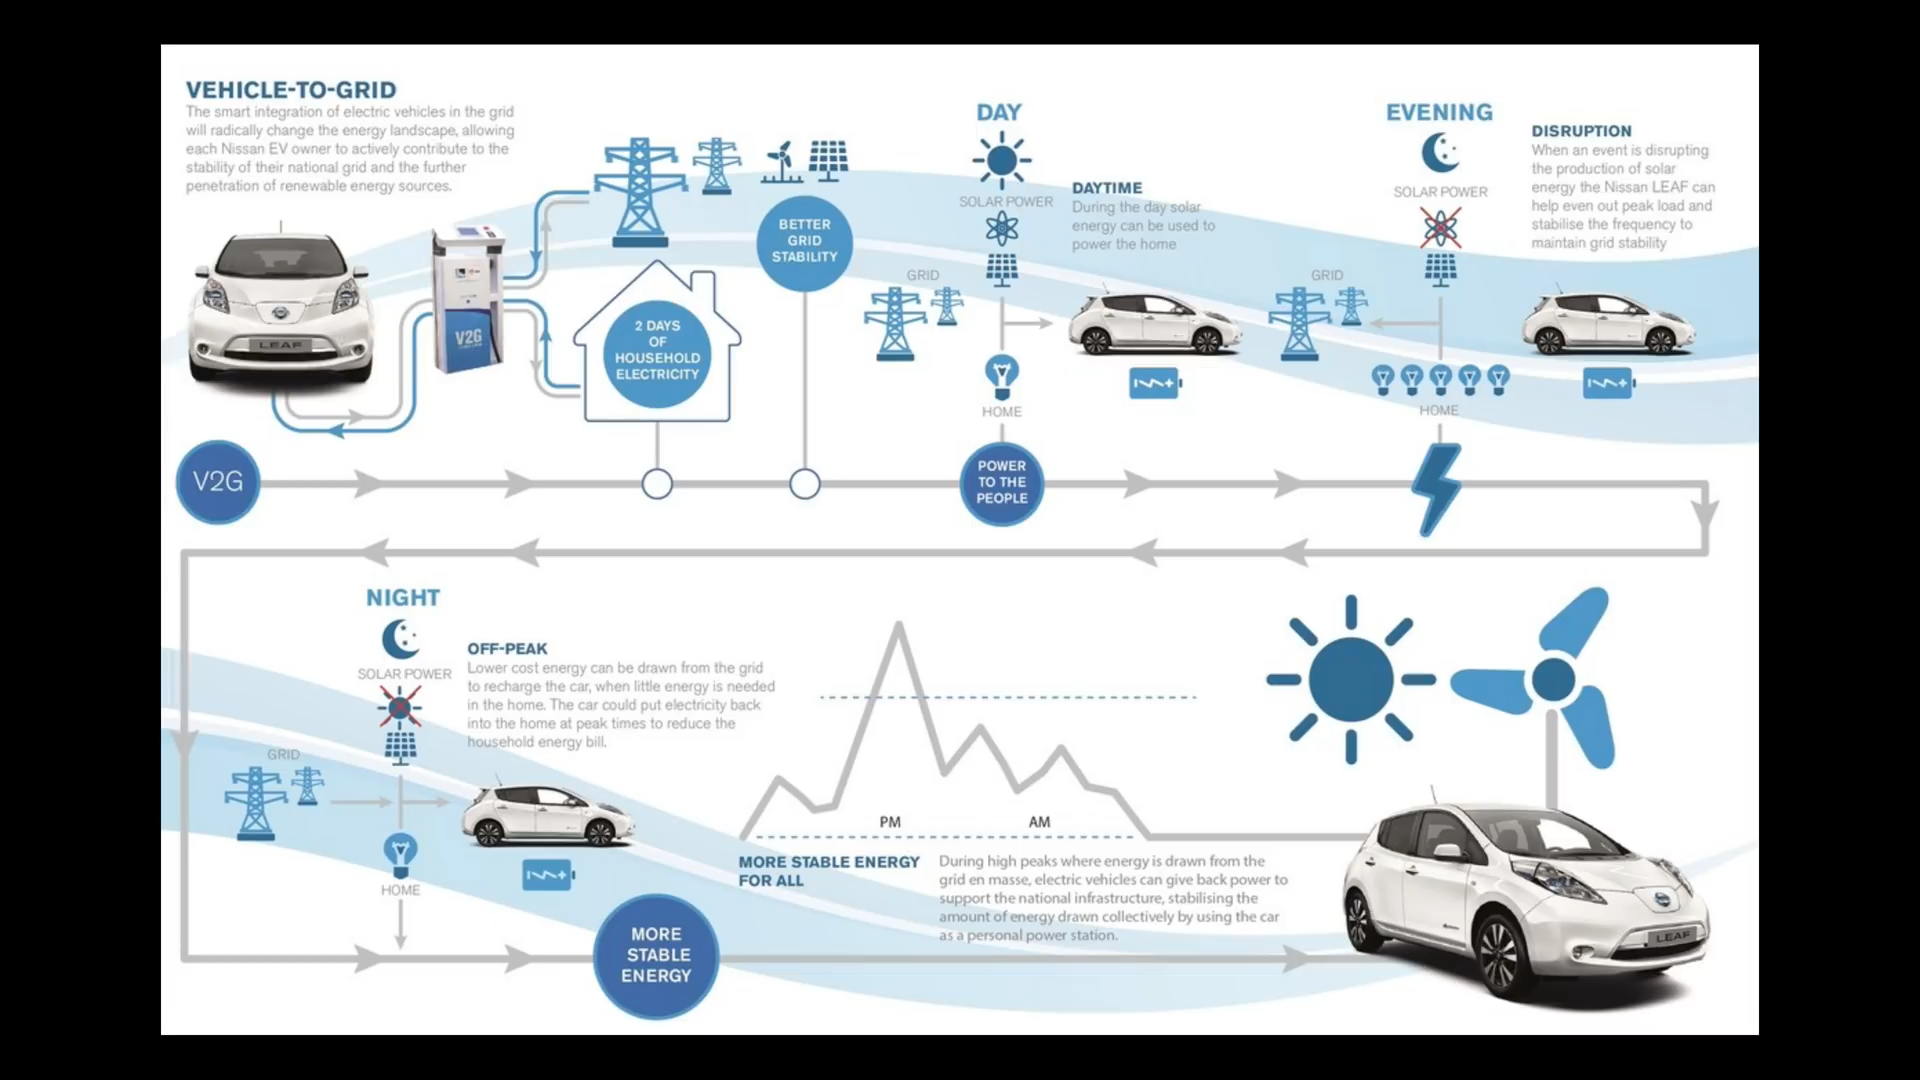 VEHICLE-TO-GRID
The smart integration of electric vehicles in the grid
will radically change the energy landscape, allowing
each Nissan EV owner to actively contribute to the
stability of their national grid and the further
penetration of renewable energy sources.
LEAF
V2G
2 DAYS
OF
HOUSEHOLD
ELECTRICITY
BETTER
GRID
STABILITY
DAY
SOLAR POWER
DAYTIME
During the day solar
energy can be used to
power the home
GRID
HOME
EVENING
SOLAR POWER
DISRUPTION
When an event is disrupting
the production of solar
energy the Nissan LEAF can
help even out peak load and
stabilise the frequency to
maintain grid stability
GRID
HOME
V2G
POWER
TO THE
PEOPLE
NIGHT
SOLAR POWER
OFF-PEAK
Lower cost energy can be drawn from the grid
to recharge the car, when little energy is needed
in the home. The car could put electricity back
into the home at peak times to reduce the
household energy bill.
GRID
HOME
MORE
STABLE
ENERGY
PM
AM
MORE STABLE ENERGY
FOR ALL
During high peaks where energy is drawn from the
grid en masse, electric vehicles can give back power to
support the national infrastructure, stabilising the
amount of energy drawn collectively by using the car
as a personal power station.
LEAF